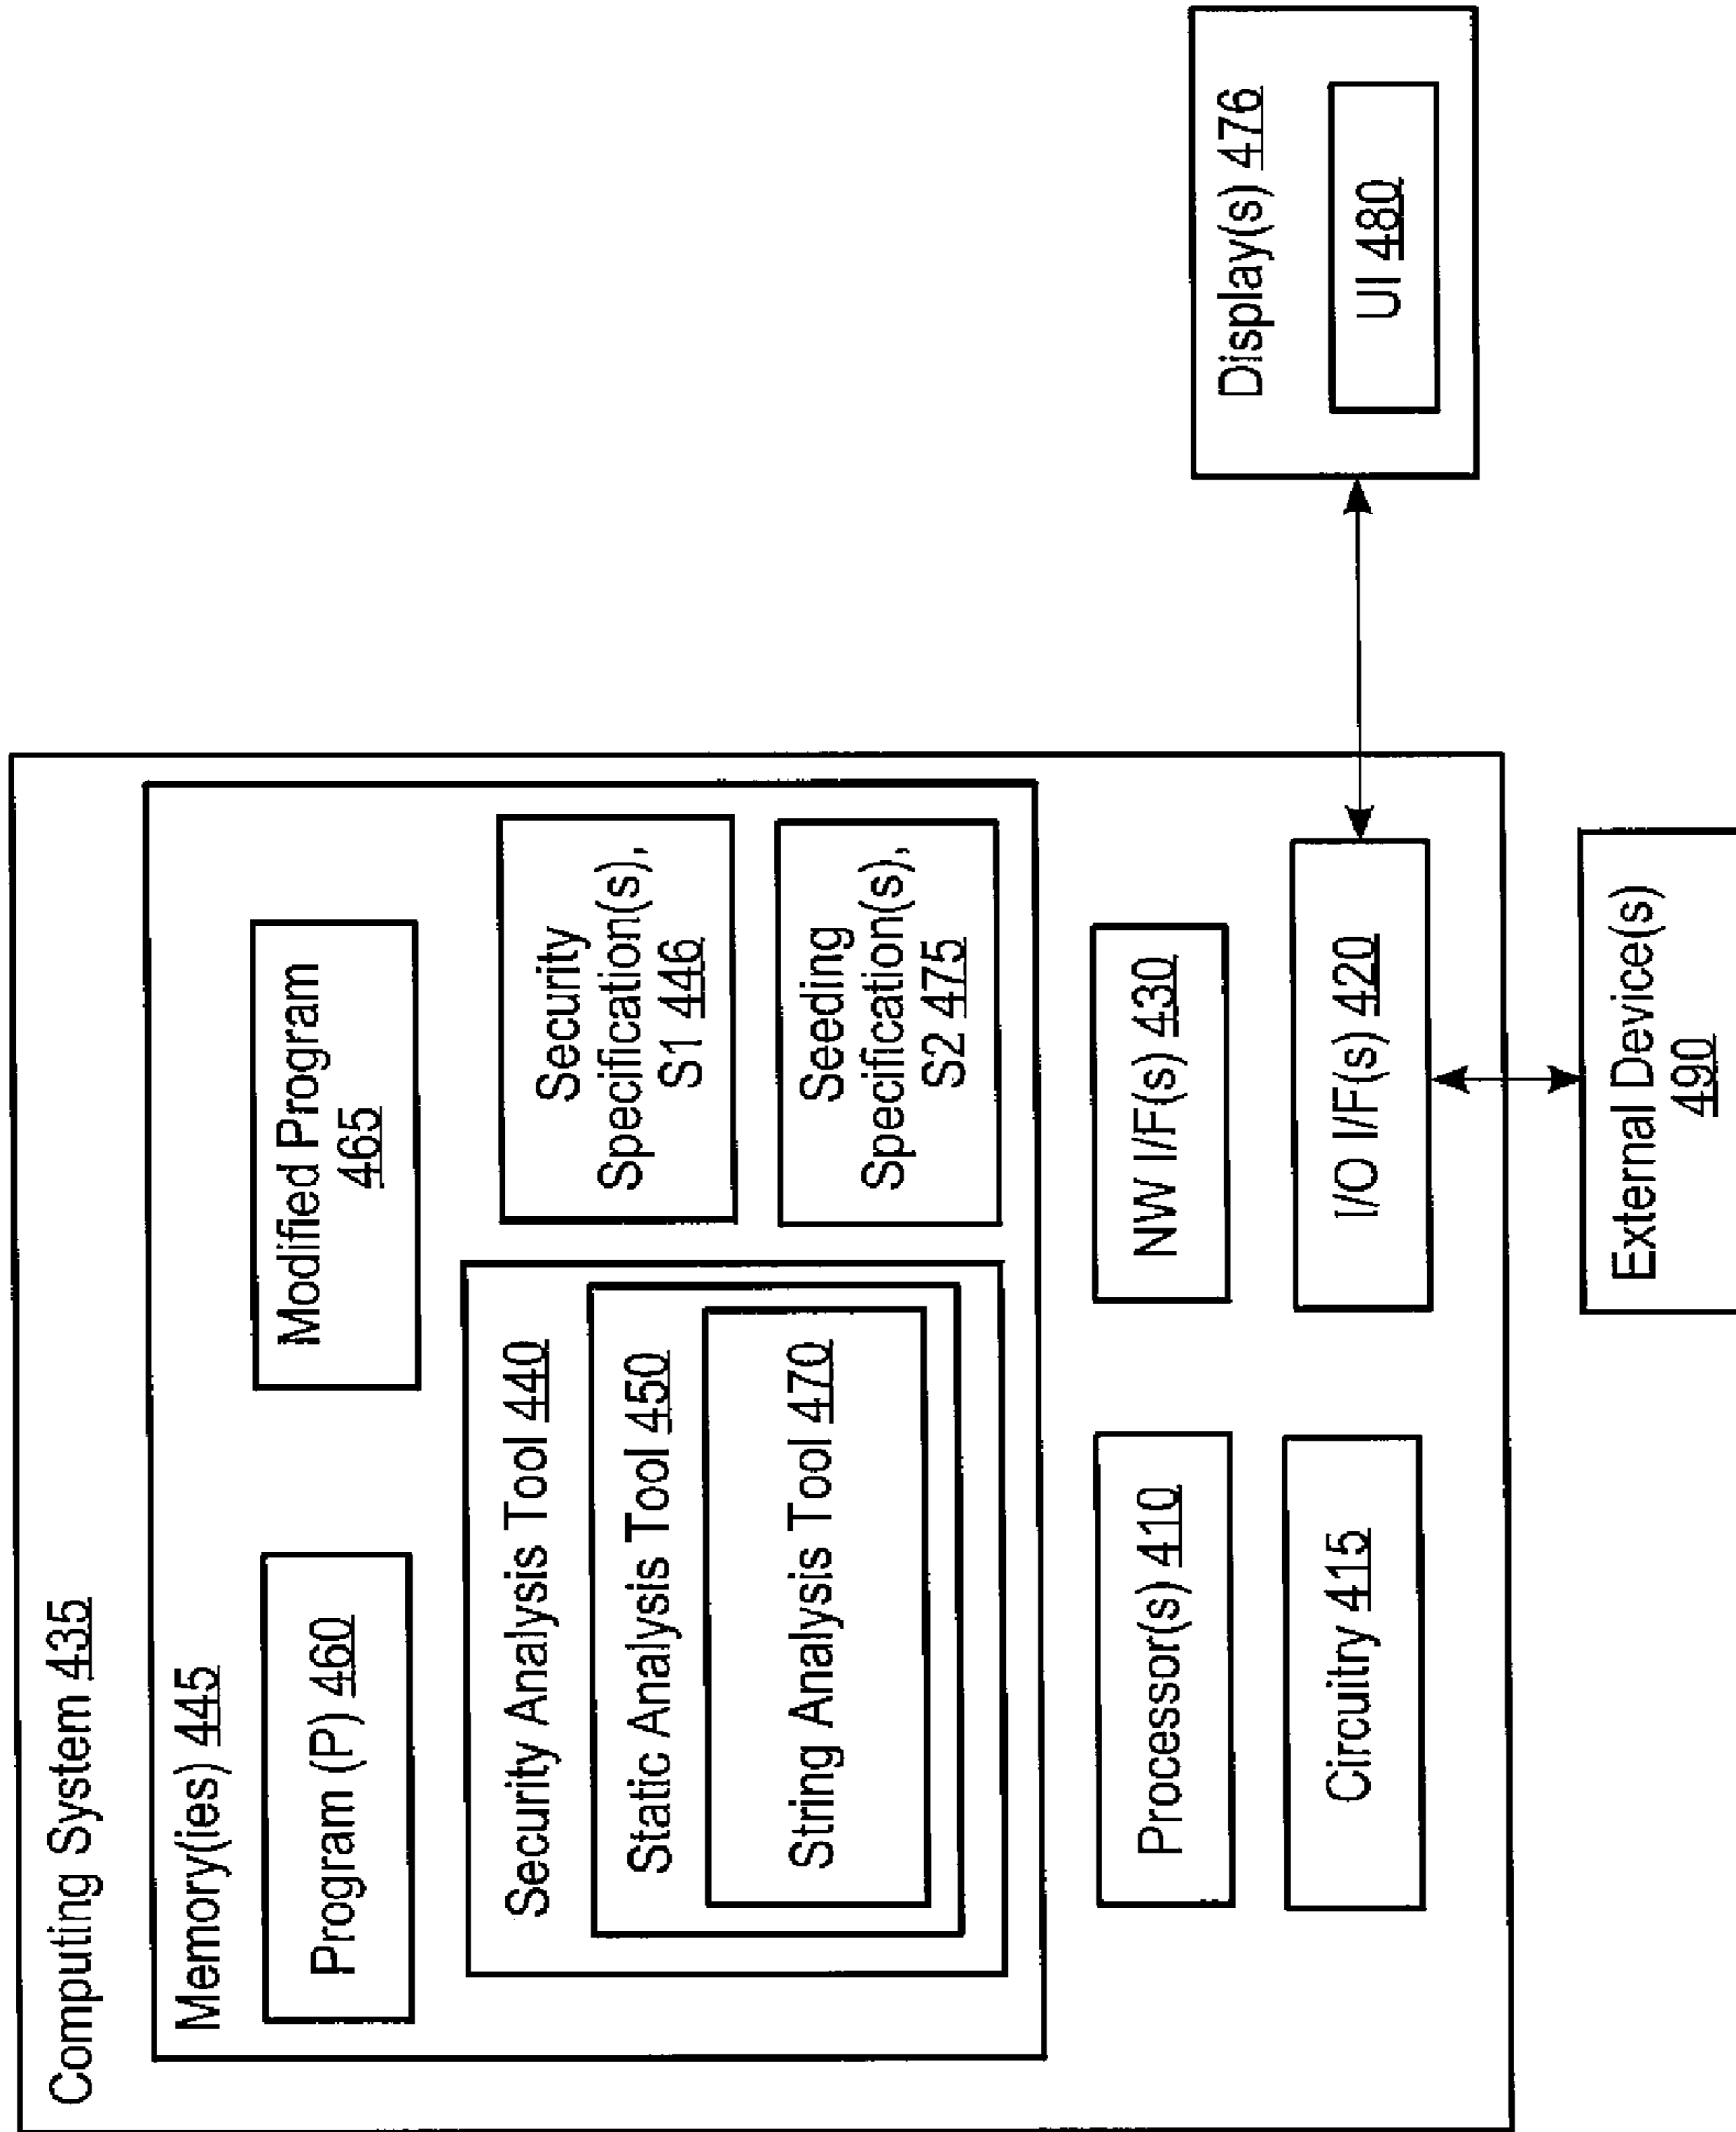 Computing System 435
Memory(ies) 445
Program (P) 460
Modified Program
465
Security Analysis Tool 440
Static Analysis Tool 450
String Analysis Tool 470
Security
Specification(s),
S1 446
Seeding
Specification(s),
S2 475
Processor(s) 410
NW I/F(s) 430
Circuitry 415
I/O I/F(s) 420
Display(s) 476
UI 480
External Device(s)
490